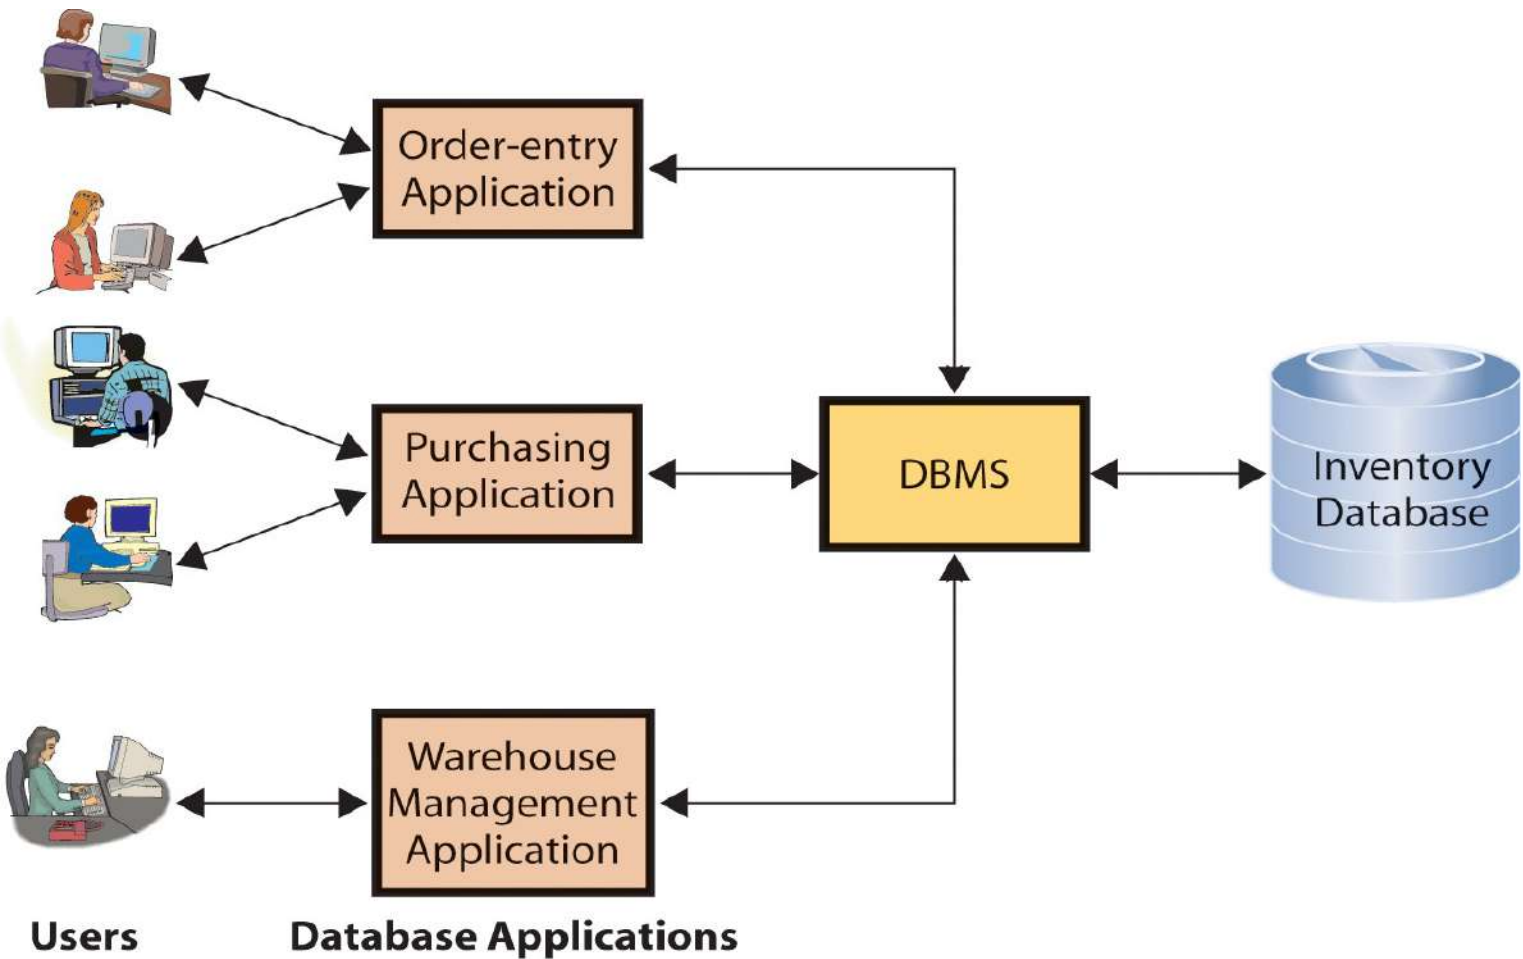 Order-entry
Application
Purchasing
Application
DBMS
Inventory
Database
Warehouse
Management
Application
Users
Database Applications